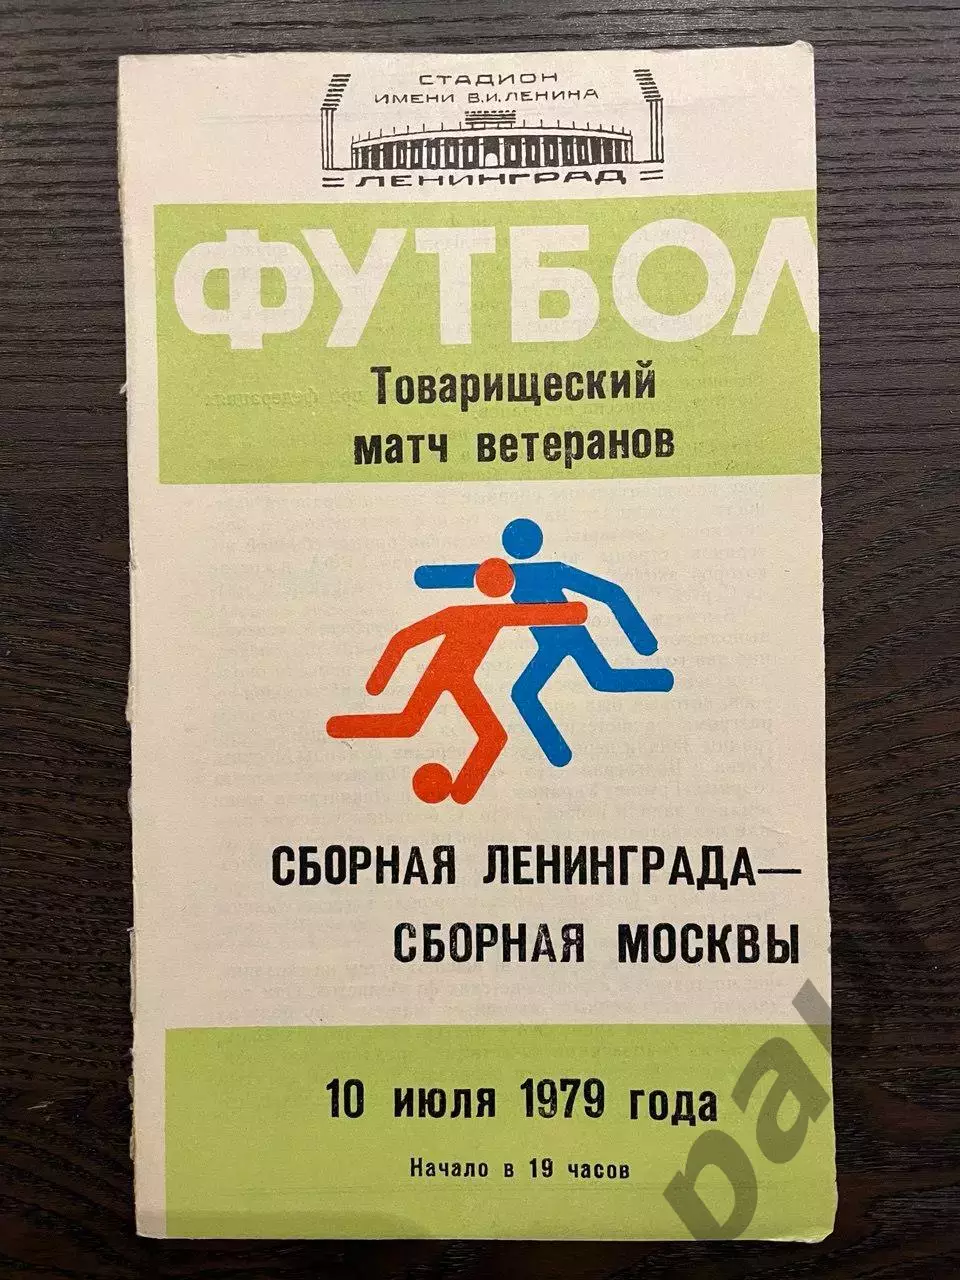 СТАДИОН
ИМЕНИ В.И.ЛЕНИНА
ЛЕНИНГРАД
ФУТБОЛ
Товарищеский
матч ветеранов
СБОРНАЯ ЛЕНИНГРАДА—
СБОРНАЯ МОСКВЫ
10 июля 1979 года
Начало в 19 часов
pal